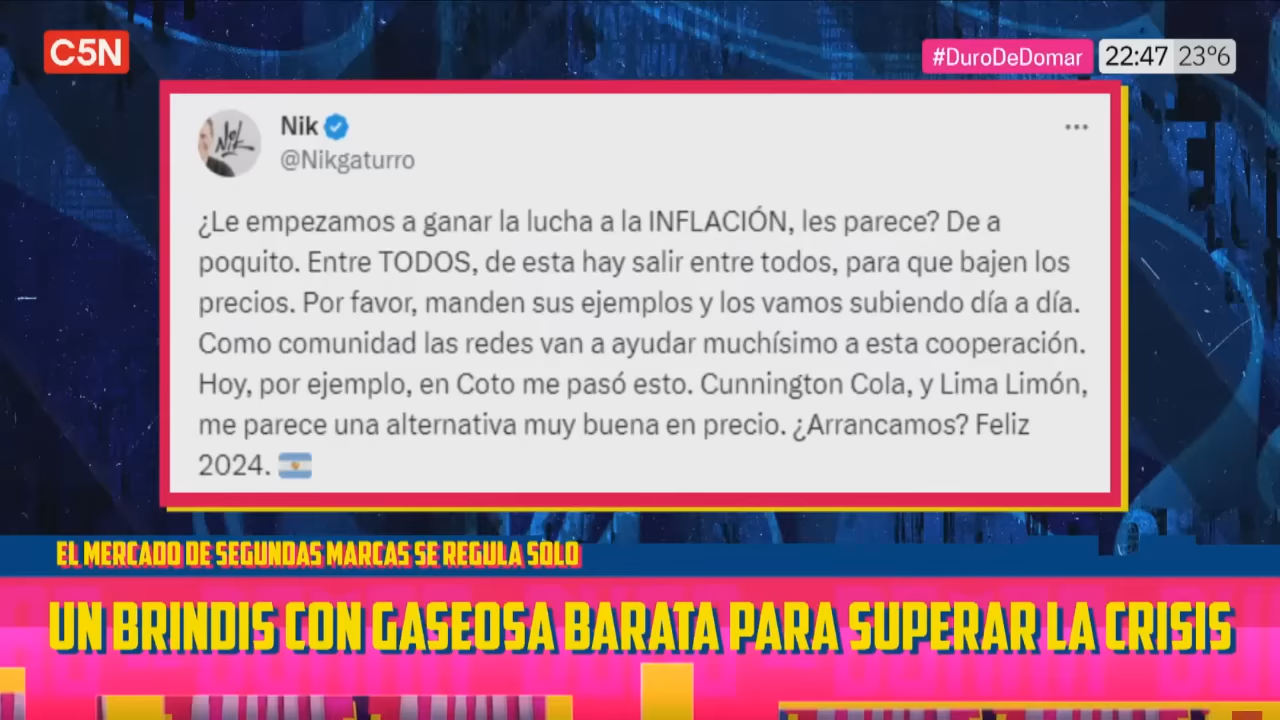 C5N
#DuroDeDomar
22:47 23°6
Nik
@Nikgaturro
¿Le empezamos a ganar la lucha a la INFLACIÓN, les parece? De a
poquito. Entre TODOS, de esta hay salir entre todos, para que bajen los
precios. Por favor, manden sus ejemplos y los vamos subiendo día a día.
Como comunidad las redes van a ayudar muchísimo a esta cooperación.
Hoy, por ejemplo, en Coto me pasó esto. Cunnington Cola, y Lima Limón,
me parece una alternativa muy buena en precio. ¿Arrancamos? Feliz
2024.
EL MERCADO DE SEGUNDAS MARCAS SE REGULA SOLO
UN BRINDIS CON GASEOSA BARATA PARA SUPERAR LA CRISIS